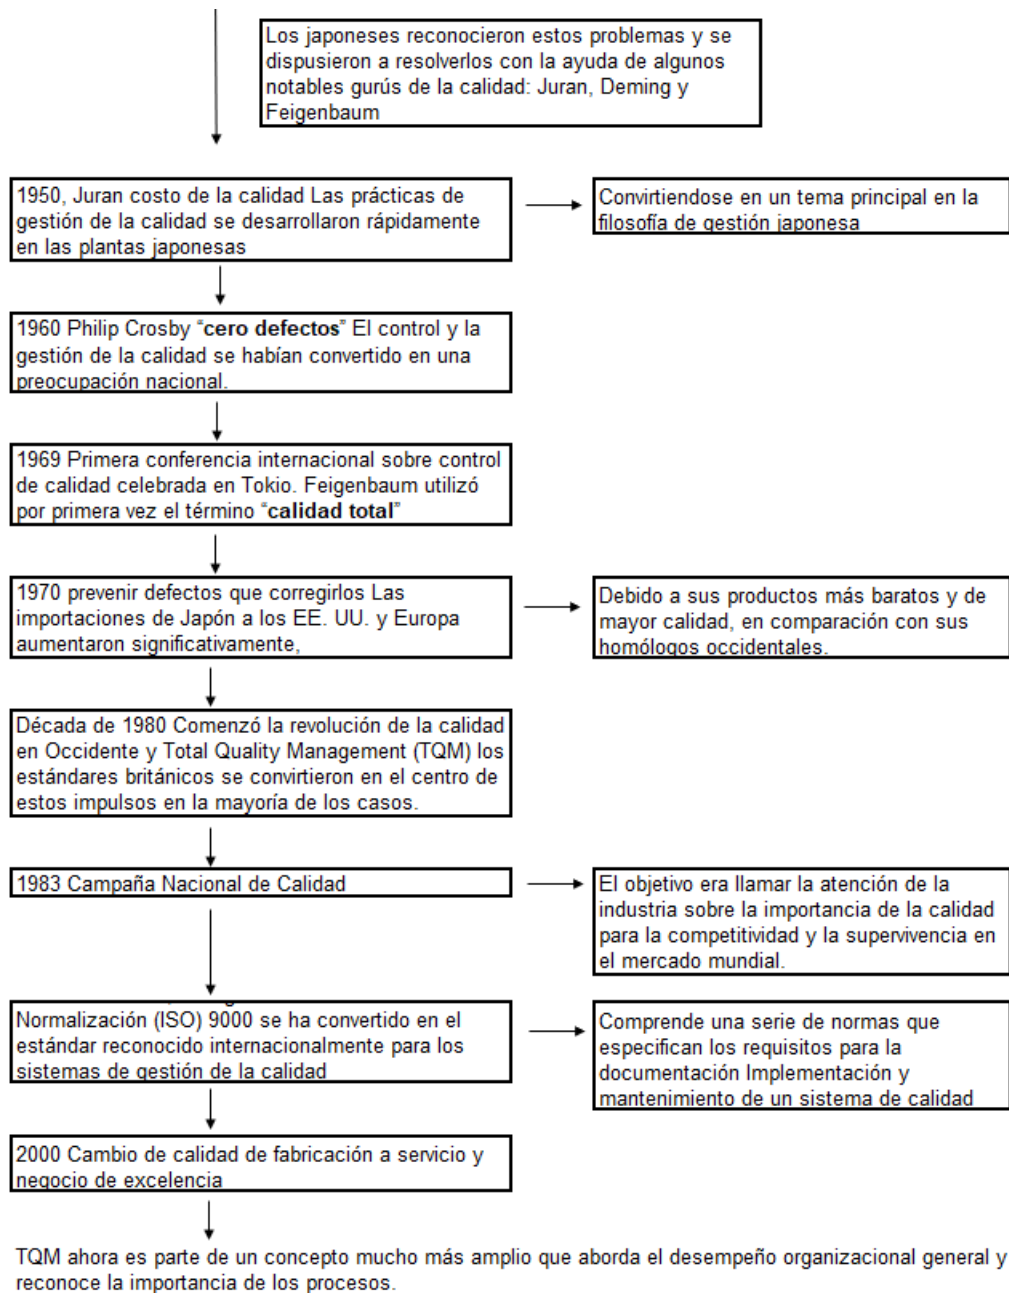 Los japoneses reconocieron estos problemas y se
dispusieron a resolverlos con la ayuda de algunos
notables gurús de la calidad: Juran, Deming y
Feigenbaum
1950, Juran costo de la calidad Las prácticas de
gestión de la calidad se desarrollaron rápidamente
en las plantas japonesas
Convirtiendose en un tema principal en la
filosofía de gestión japonesa
1960 Philip Crosby “cero defectos” El control y la
gestión de la calidad se habían convertido en una
preocupación nacional.
1969 Primera conferencia internacional sobre control
de calidad celebrada en Tokio. Feigenbaum utilizó
por primera vez el término “calidad total”
1970 prevenir defectos que corregirlos Las
importaciones de Japón a los EE. UU. y Europa
aumentaron significativamente,
Debido a sus productos más baratos y de
mayor calidad, en comparación con sus
homólogos occidentales.
Década de 1980 Comenzó la revolución de la calidad
en Occidente y Total Quality Management (TQM) los
estándares británicos se convirtieron en el centro de
estos impulsos en la mayoría de los casos.
1983 Campaña Nacional de Calidad
El objetivo era llamar la atención de la
industria sobre la importancia de la calidad
para la competitividad y la supervivencia en
el mercado mundial.
Normalización (ISO) 9000 se ha convertido en el
estándar reconocido internacionalmente para los
sistemas de gestión de la calidad
Comprende una serie de normas que
especifican los requisitos para la
documentación Implementación y
mantenimiento de un sistema de calidad
2000 Cambio de calidad de fabricación a servicio y
negocio de excelencia
TQM ahora es parte de un concepto mucho más amplio que aborda el desempeño organizacional general y
reconoce la importancia de los procesos.